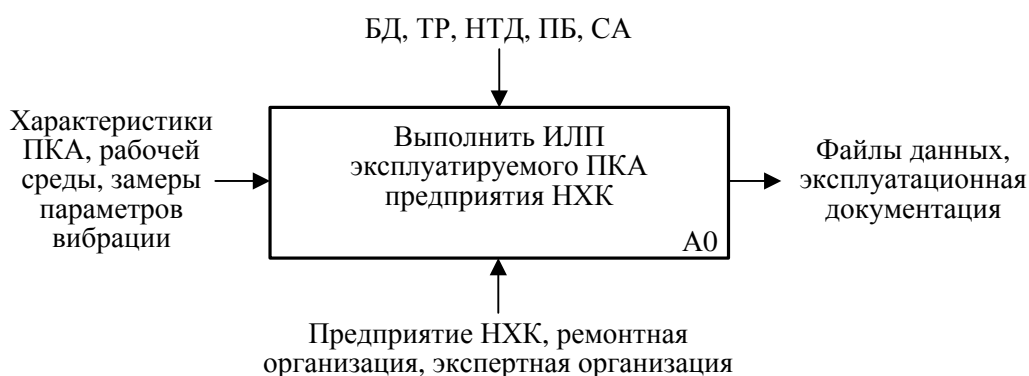 БД, ТР, НТД, ПБ, СА
Характеристики
ПКА, рабочей
среды, замеры
параметров
вибрации
Выполнить ИЛП
эксплуатируемого ПКА
предприятия НХК
А0
Файлы данных,
эксплуатационная
документация
Предприятие НХК, ремонтная
организация, экспертная организация